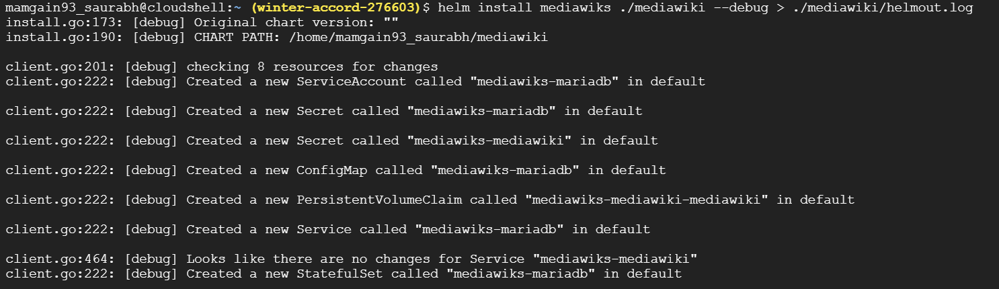 mamgain93_saurabh@cloudshell:~ (winter-accord-276603)$ helm install mediawiks ./mediawiki --debug > ./mediawiki/helmout.log
install.go:173: [debug] Original chart version: ""
install.go:190: [debug] CHART PATH: /home/mamgain93_saurabh/mediawiki
client.go:201: [debug] checking 8 resources for changes
client.go:222: [debug] Created a new ServiceAccount called "mediawiks-mariadb" in default
client.go:222: [debug] Created a new Secret called "mediawiks-mariadb" in default
client.go:222: [debug] Created a new Secret called "mediawiks-mediawiki" in default
client.go:222: [debug] Created a new ConfigMap called "mediawiks-mariadb" in default
client.go:222: [debug] Created a new PersistentVolumeClaim called "mediawiks-mediawiki-mediawiki" in default
client.go:222: [debug] Created a new Service called "mediawiks-mariadb" in default
client.go:464: [debug] Looks like there are no changes for Service "mediawiks-mediawiki"
client.go:222: [debug] Created a new StatefulSet called "mediawiks-mariadb" in default